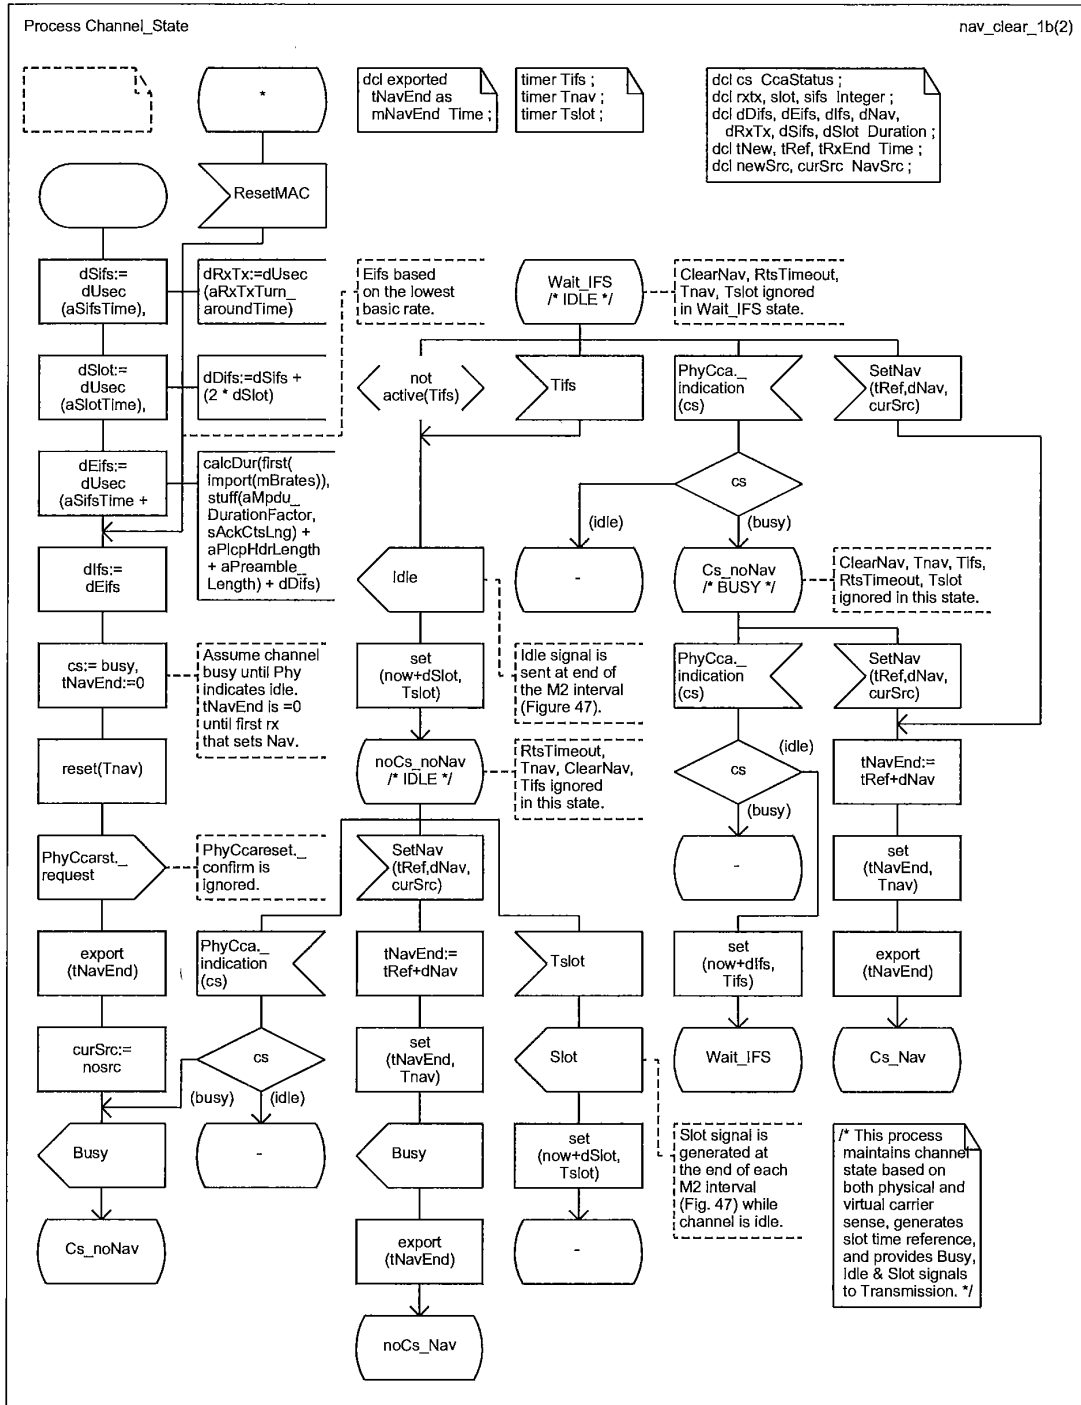 Process Channel_State
nav_clear_1b(2)
*
dcl exported
tNavEnd as
mNavEnd Time ;
timer Tifs ;
timer Tnav ;
timer Tslot ;
dcl cs CcaStatus ;
dcl rxtx, slot, sifs Integer ;
dcl dDifs, dEifs, dIfs, dNav,
dRxTx, dSifs, dSlot Duration ;
dcl tNew, tRef, tRxEnd Time ;
dcl newSrc, curSrc NavSrc ;
ResetMAC
dSifs:=
dUsec
(aSifsTime),
dRxTx:=dUsec
(aRxTxTurn_
aroundTime)
Eifs based
on the lowest
basic rate.
Wait_IFS
/* IDLE */
ClearNav, RtsTimeout,
Tnav, Tslot ignored
in Wait_IFS state.
dSlot:=
dUsec
(aSlotTime),
dDifs:=dSifs +
(2 * dSlot)
not
active(Tifs)
Tifs
PhyCca._
indication
(cs)
SetNav
(tRef,dNav,
curSrc)
dEifs:=
dUsec
(aSifsTime +
calcDur(first(
import(mBrates)),
stuff(aMpdu_
DurationFactor,
sAckCtsLng) +
aPlcpHdrLength
+ aPreamble_
Length) + dDifs)
cs
(idle)
(busy)
dIfs:=
dEifs
Idle
-
Cs_noNav
/* BUSY */
ClearNav, Tnav, Tifs,
RtsTimeout, Tslot
ignored in this state.
cs:= busy,
tNavEnd:=0
Assume channel
busy until Phy
indicates idle.
tNavEnd is =0
until first rx
that sets Nav.
set
(now+dSlot,
Tslot)
Idle signal is
sent at end of
the M2 interval
(Figure 47).
PhyCca._
indication
(cs)
SetNav
(tRef,dNav,
curSrc)
reset(Tnav)
noCs_noNav
/* IDLE */
RtsTimeout,
Tnav, ClearNav,
Tifs ignored
in this state.
cs
(idle)
(busy)
tNavEnd:=
tRef+dNav
PhyCcarst._
request
PhyCcareset._
confirm is
ignored.
SetNav
(tRef,dNav,
curSrc)
-
set
(tNavEnd,
Tnav)
export
(tNavEnd)
PhyCca._
indication
(cs)
tNavEnd:=
tRef+dNav
Tslot
set
(now+dIfs,
Tifs)
export
(tNavEnd)
curSrc:=
nosrc
cs
(busy)
(idle)
set
(tNavEnd,
Tnav)
Slot
Wait_IFS
Cs_Nav
Busy
-
Busy
set
(now+dSlot,
Tslot)
Slot signal is
generated at
the end of each
M2 interval
(Fig. 47) while
channel is idle.
/* This process
maintains channel
state based on
both physical and
virtual carrier
sense, generates
slot time reference,
and provides Busy,
Idle & Slot signals
to Transmission. */
Cs_noNav
export
(tNavEnd)
-
noCs_Nav